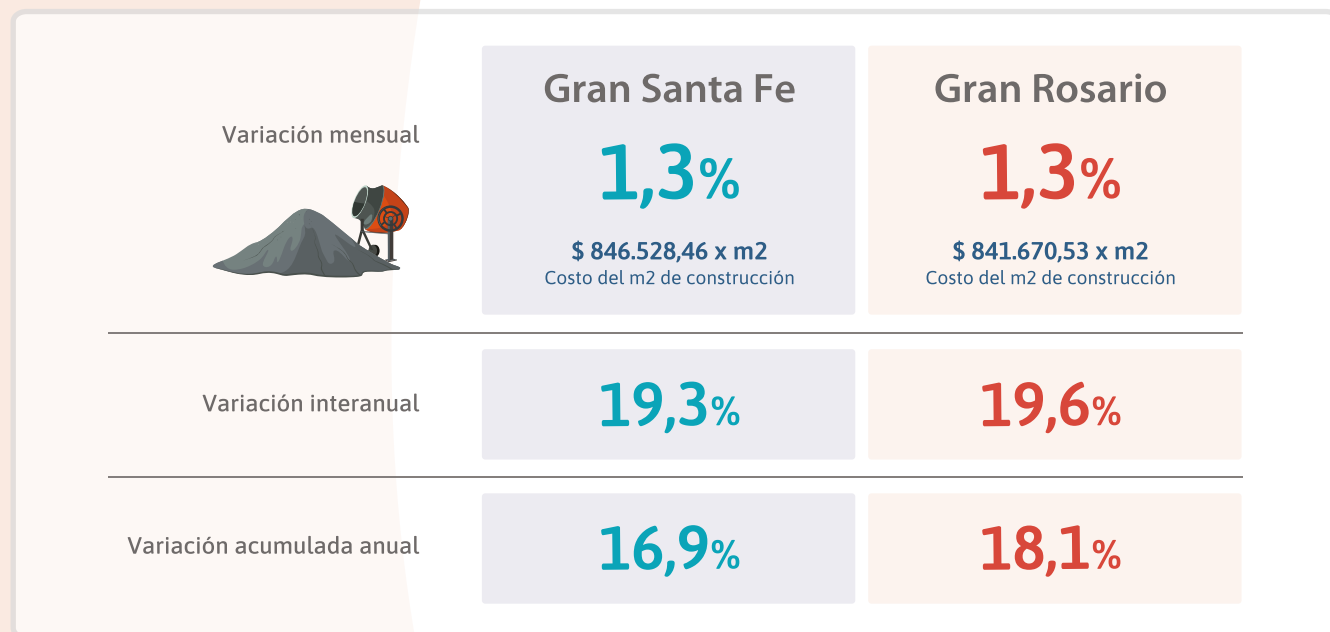 Gran Santa Fe
Gran Rosario
Variación mensual
1,3%
1,3%
$ 846.528,46 x m2
$ 841.670,53 x m2
Costo del m2 de construcción
Costo del m2 de construcción
Variación interanual
19,3%
19,6%
Variación acumulada anual
16,9%
18,1%